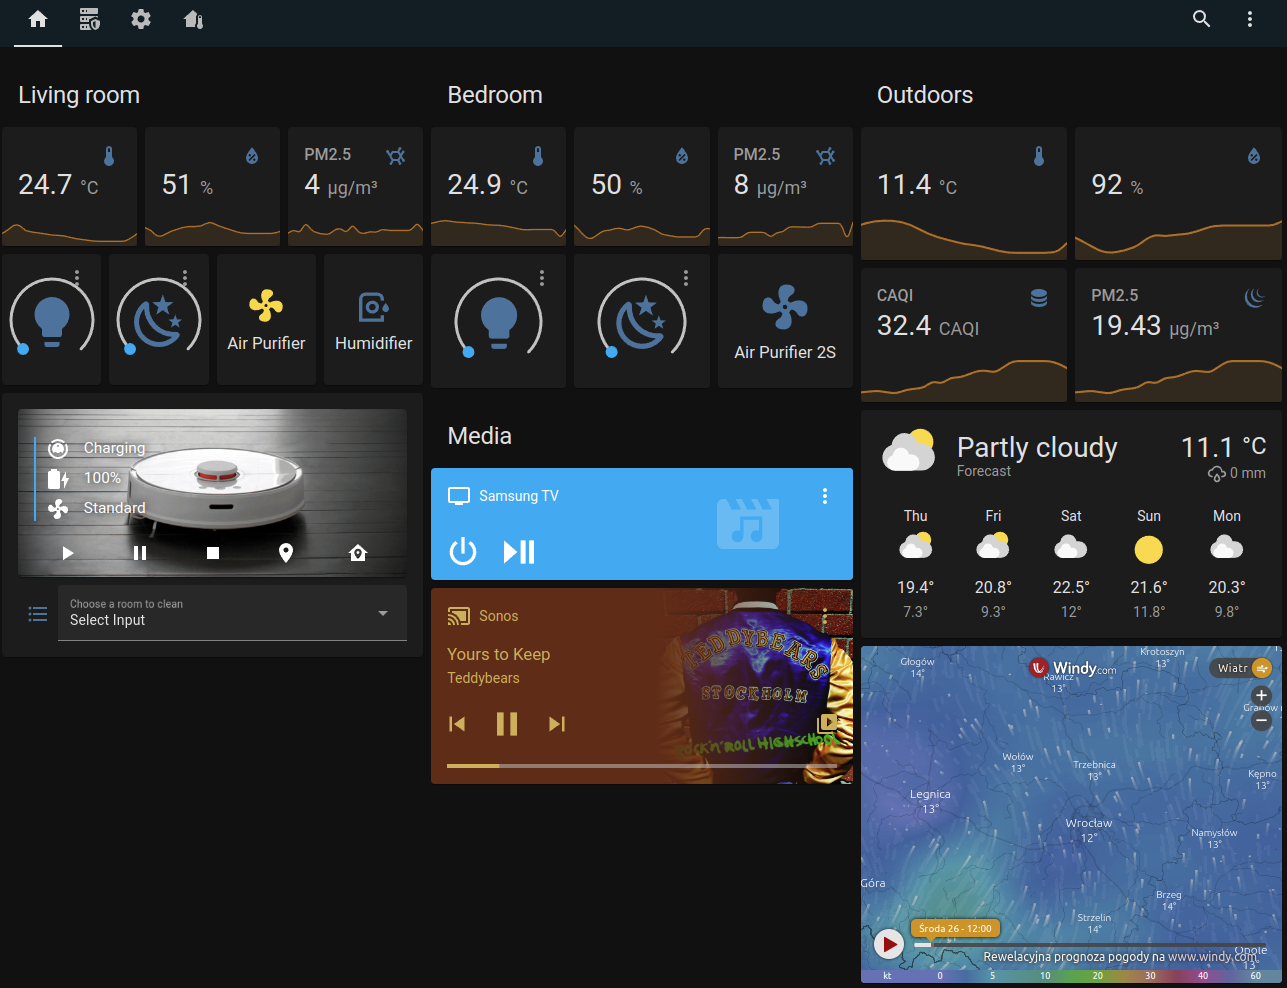 Living room
24.7 °C
51 %
PM2.5
4 µg/m³
Air Purifier
Humidifier
Charging
100%
Standard
Choose a room to clean
Select Input
Bedroom
24.9 °C
50 %
PM2.5
8 µg/m³
Air Purifier 2S
Media
Samsung TV
Sonos
Yours to Keep
Teddybears
TEDDYBEARS
STOCKHOLM
ROCK'N'ROLL HIGHSCHOOL
Outdoors
11.4 °C
92 %
CAQI
32.4 CAQI
PM2.5
19.43 µg/m³
Partly cloudy
Forecast
11.1 °C
0 mm
Thu Fri Sat Sun Mon
19.4° 20.8° 22.5° 21.6° 20.3°
7.3° 9.3° 12° 11.8° 9.8°
Głogów
14°
Windy.com
Krotoszyn
13°
Wiatr
Rawicz
13°
+
Grabów
−
Wołów
13°
Trzebnica
13°
Kępno
13°
Legnica
13°
Wrocław
12°
Namysłów
13°
Góra
Brzeg
14°
Strzelin
14°
Środa 26 - 12:00
Opole
13°
Rewelacyjna prognoza pogody na www.windy.com
kt 0 5 10 20 30 40 60